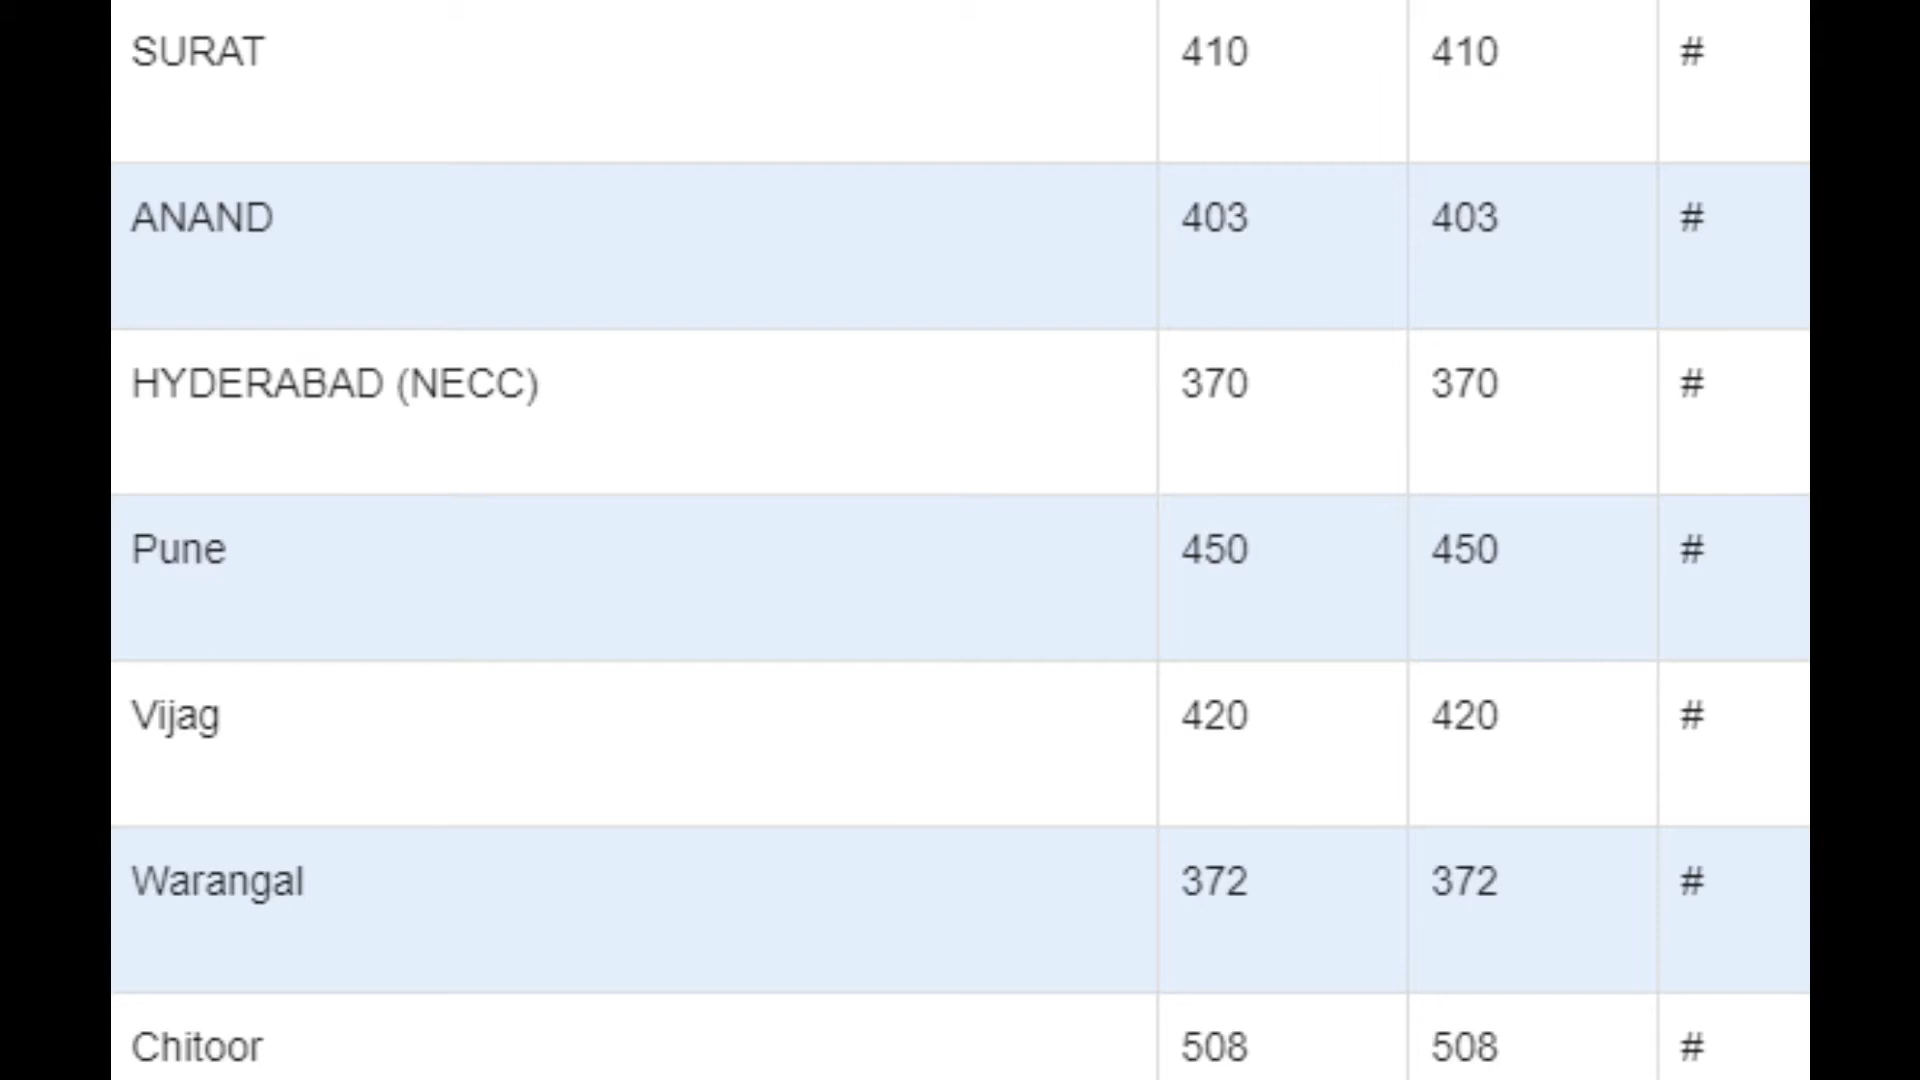 SURAT 410 410 #
ANAND 403 403 #
HYDERABAD (NECC) 370 370 #
Pune 450 450 #
Vijag 420 420 #
Warangal 372 372 #
Chitoor 508 508 #